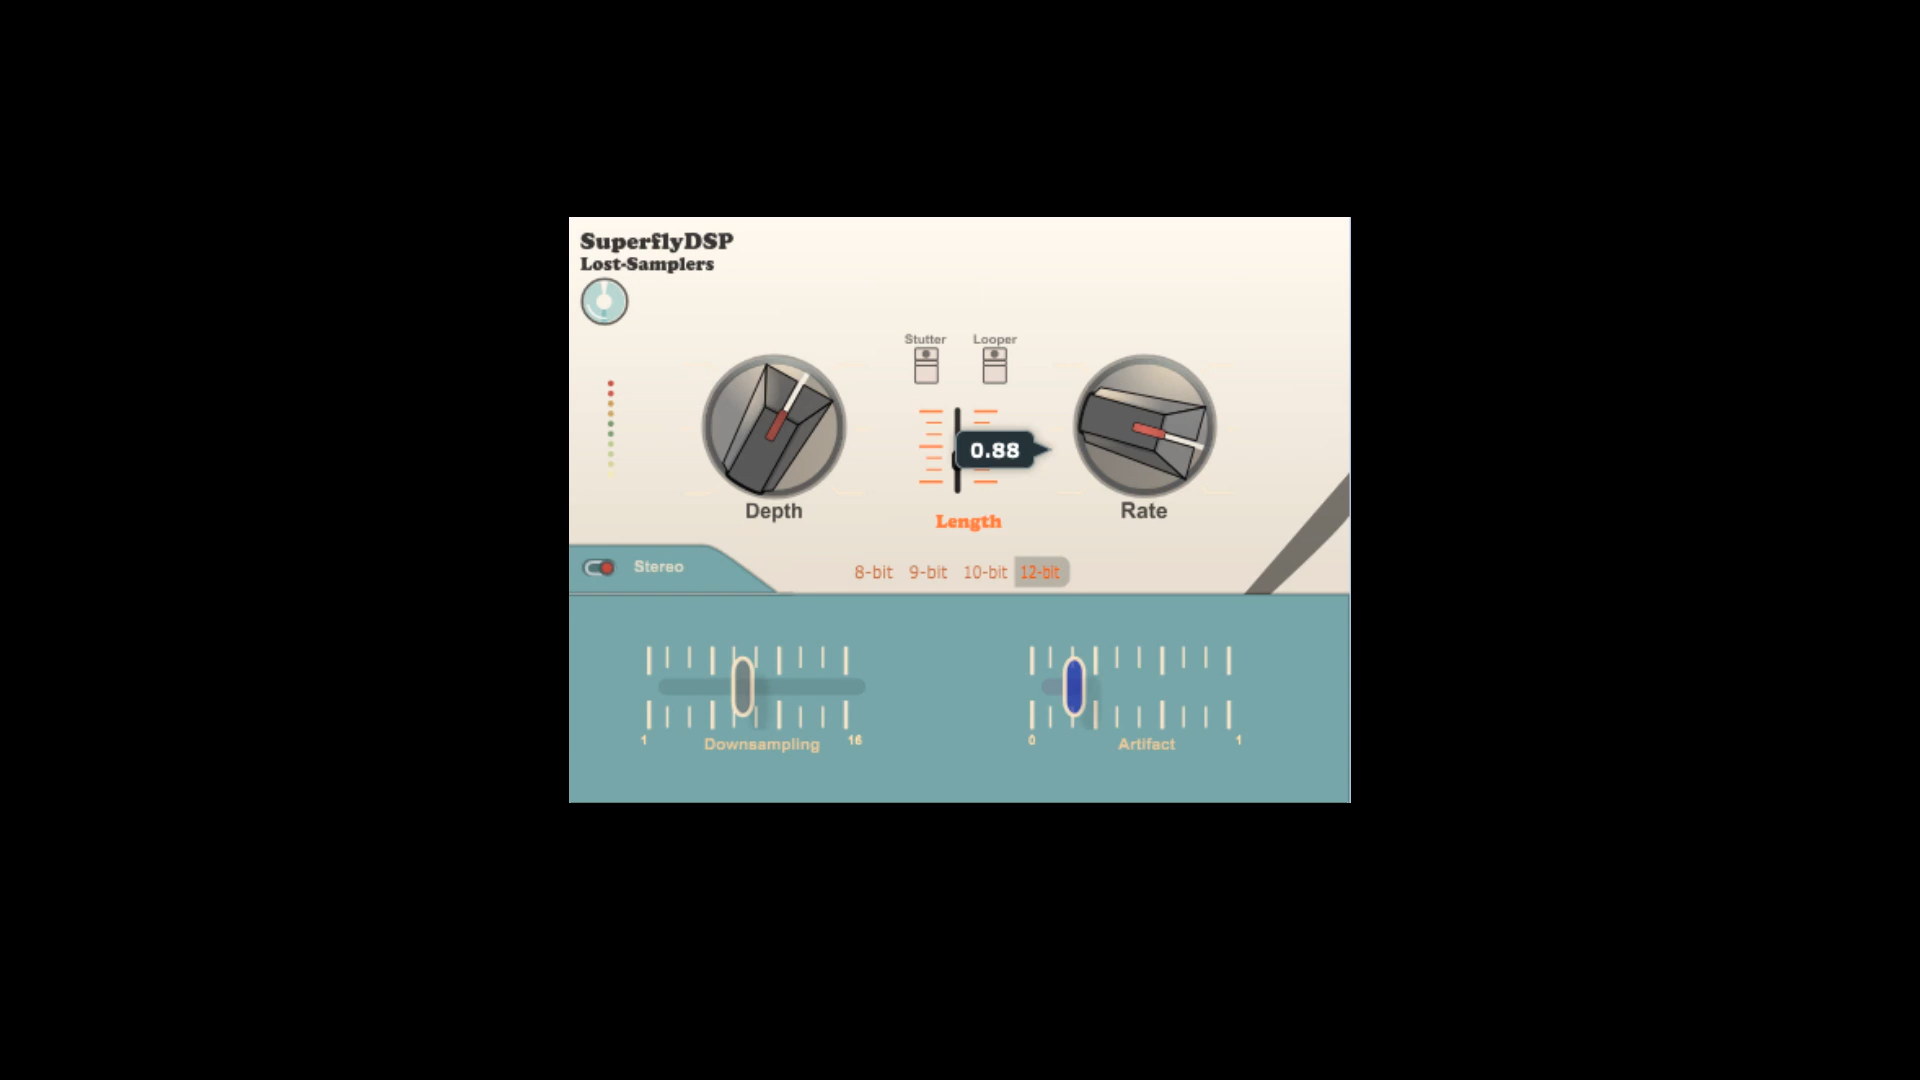 SuperflyDSP
Lost-Samplers
Stutter Looper
0.88
Depth
Length
Rate
Stereo
8-bit 9-bit 10-bit 12-bit
1 Downsampling 16
0 Artifact 1